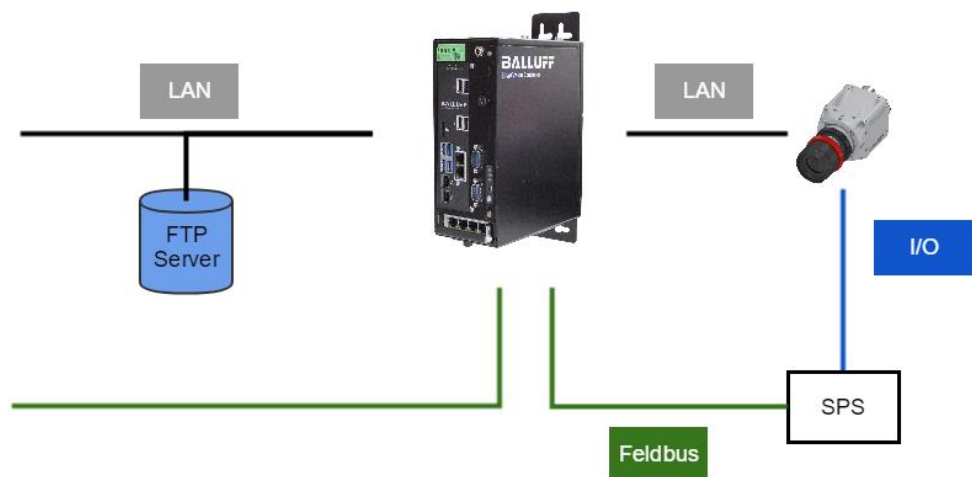 LAN
BALLUFF
LAN
FTP
Server
I/O
SPS
Feldbus